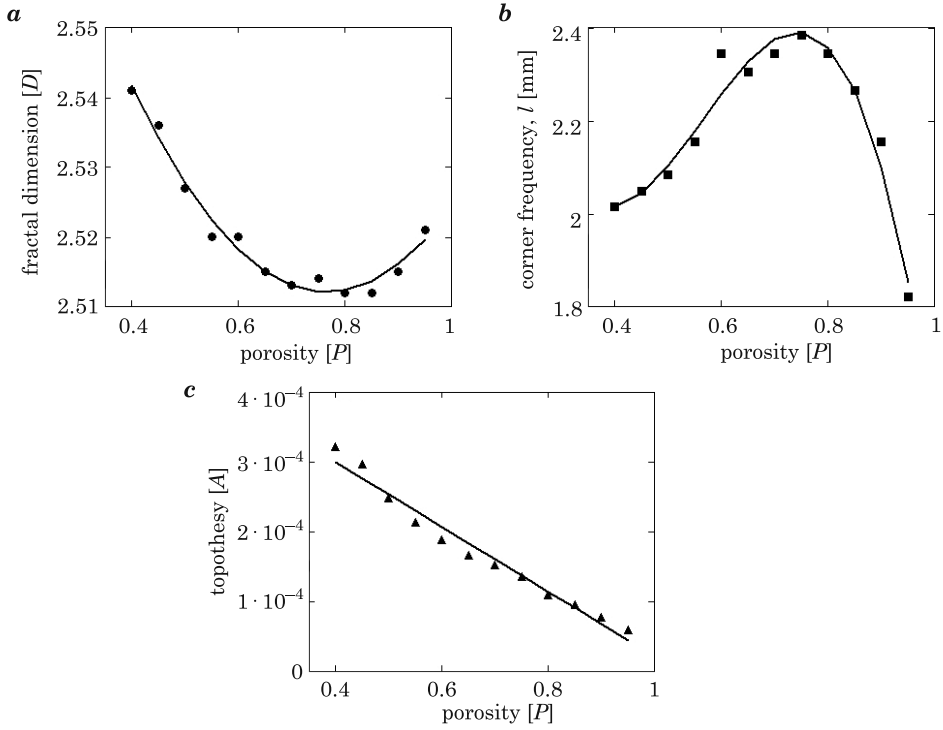 a
2.55
2.54
2.53
2.52
2.51
fractal dimension [D]
0.4 0.6 0.8 1
porosity [P]
b
2.4
2.2
2
1.8
corner frequency, l [mm]
0.4 0.6 0.8 1
porosity [P]
c
4 · 10⁻⁴
3 · 10⁻⁴
2 · 10⁻⁴
1 · 10⁻⁴
0
topothesy [A]
0.4 0.6 0.8 1
porosity [P]